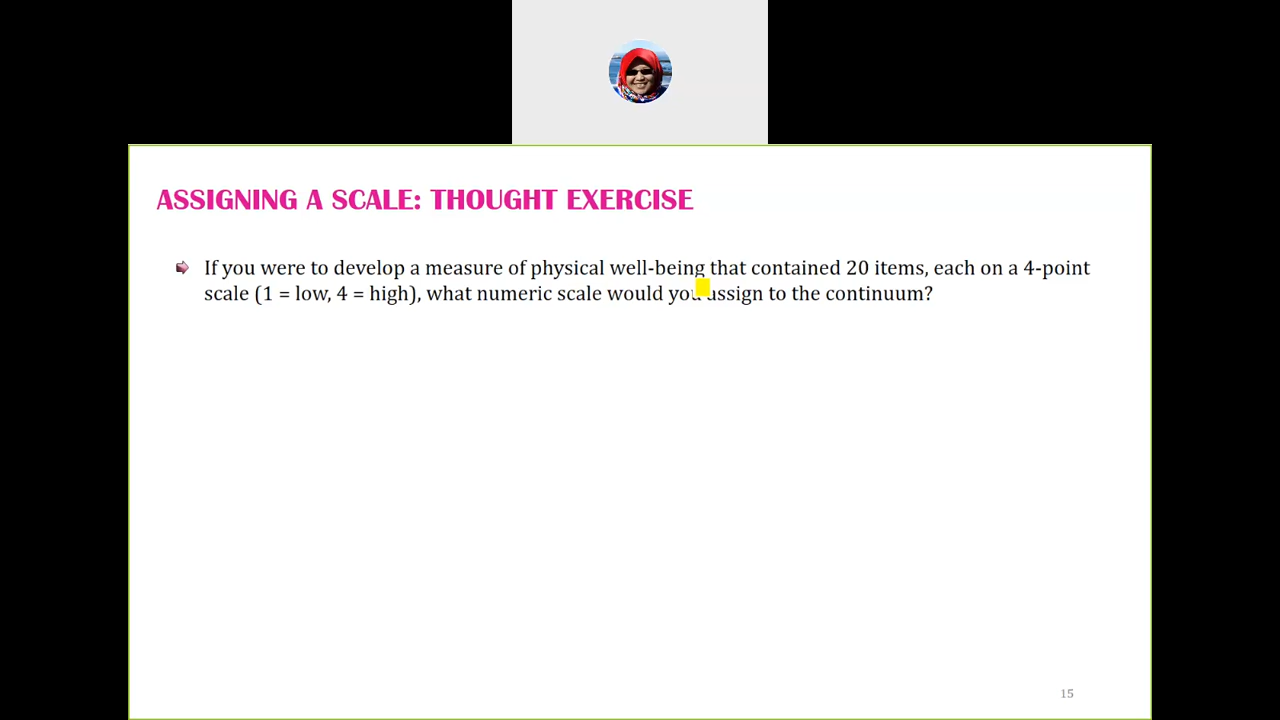 ASSIGNING A SCALE: THOUGHT EXERCISE
If you were to develop a measure of physical well-being that contained 20 items, each on a 4-point
scale (1 = low, 4 = high), what numeric scale would you assign to the continuum?
15